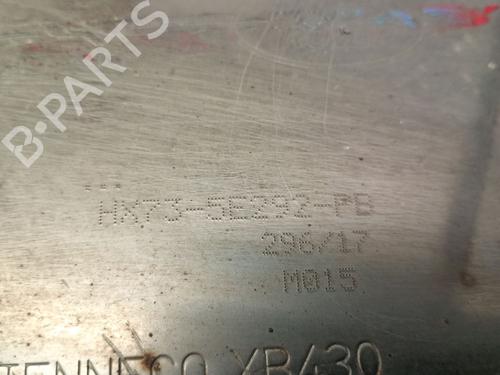 B-PARTS
HX73-5E292-PB
296/17
M015
TENNECO XB430